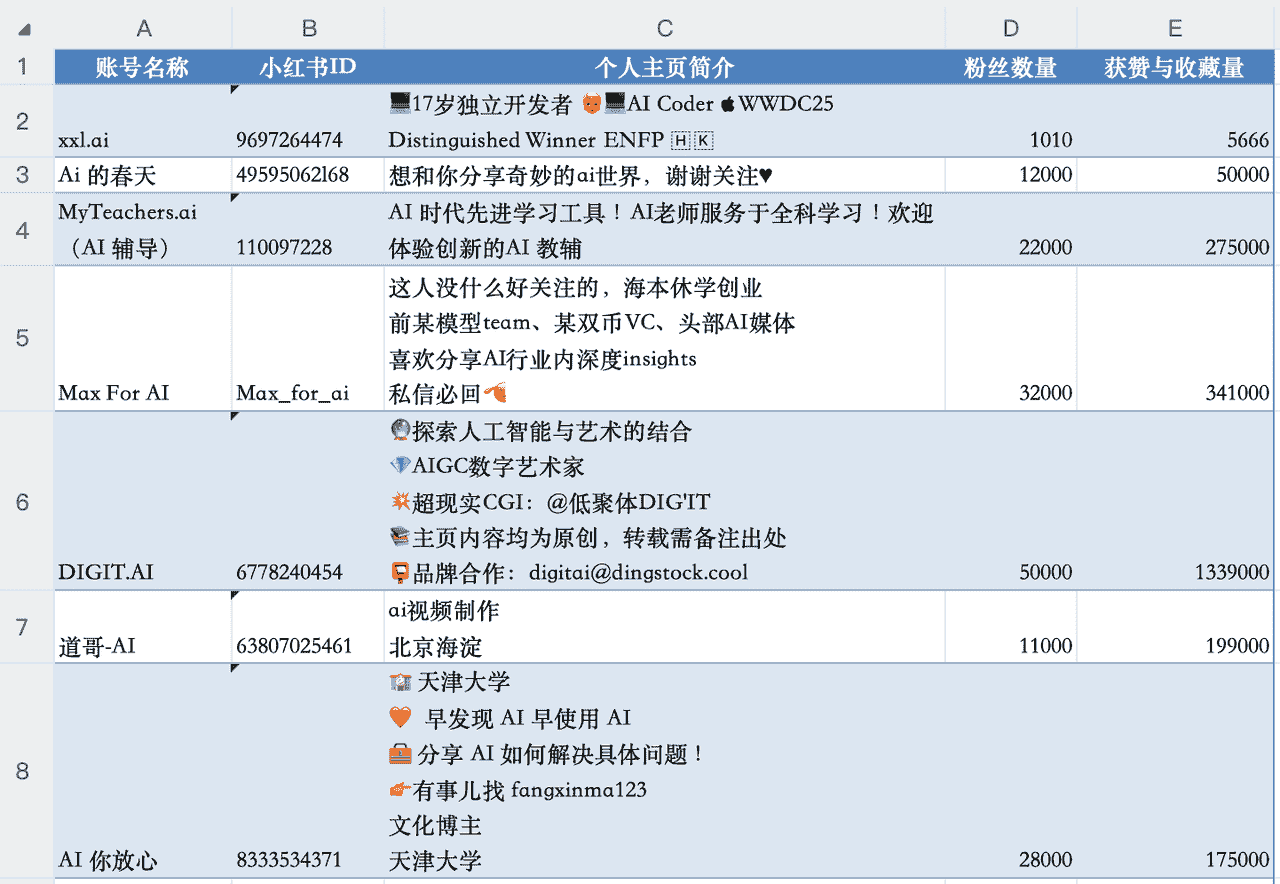 A B C D E
1 账号名称 小红书ID 个人主页简介 粉丝数量 获赞与收藏量
💻17岁独立开发者 👹💻AI Coder WWDC25
2 xxl.ai 9697264474 Distinguished Winner ENFP 🇭🇰 1010 5666
3 Ai 的春天 49595062l68 想和你分享奇妙的ai世界，谢谢关注♥ 12000 50000
MyTeachers.ai AI 时代先进学习工具！AI老师服务于全科学习！欢迎
4 （AI 辅导） 110097228 体验创新的AI 教辅 22000 275000
这人没什么好关注的，海本休学创业
前某模型team、某双币VC、头部AI媒体
5 喜欢分享AI行业内深度insights
Max For AI Max_for_ai 私信必回 32000 341000
🔮探索人工智能与艺术的结合
💎AIGC数字艺术家
6 💥超现实CGI：@低聚体DIG'IT
📚主页内容均为原创，转载需备注出处
DIGIT.AI 6778240454 📮品牌合作：digitai@dingstock.cool 50000 1339000
7 ai视频制作
道哥-AI 63807025461 北京海淀 11000 199000
🏫 天津大学
❤️ 早发现 AI 早使用 AI
8 💼 分享 AI 如何解决具体问题！
👉有事儿找 fangxinma123
文化博主
AI 你放心 8333534371 天津大学 28000 175000